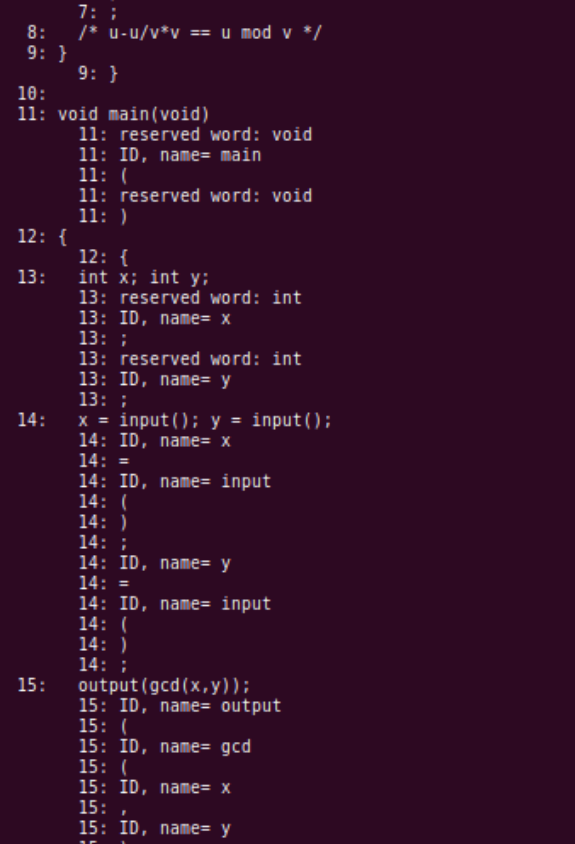 7: ;
8:   /* u-u/v*v == u mod v */
9: }
9: }
10:
11: void main(void)
11: reserved word: void
11: ID, name= main
11: (
11: reserved word: void
11: )
12: {
12: {
13:   int x; int y;
13: reserved word: int
13: ID, name= x
13: ;
13: reserved word: int
13: ID, name= y
13: ;
14:   x = input(); y = input();
14: ID, name= x
14: =
14: ID, name= input
14: (
14: )
14: ;
14: ID, name= y
14: =
14: ID, name= input
14: (
14: )
14: ;
15:   output(gcd(x,y));
15: ID, name= output
15: (
15: ID, name= gcd
15: (
15: ID, name= x
15: ,
15: ID, name= y